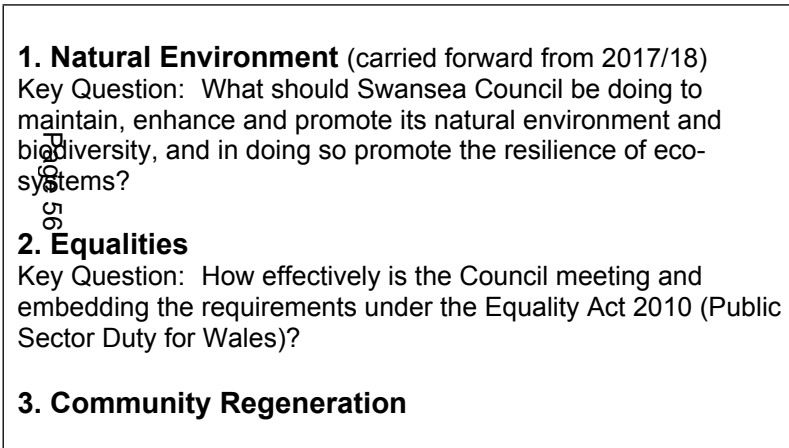 1. Natural Environment (carried forward from 2017/18)
Key Question:  What should Swansea Council be doing to
maintain, enhance and promote its natural environment and
biodiversity, and in doing so promote the resilience of eco-
systems?
Page 56
2. Equalities
Key Question:  How effectively is the Council meeting and
embedding the requirements under the Equality Act 2010 (Public
Sector Duty for Wales)?
3. Community Regeneration